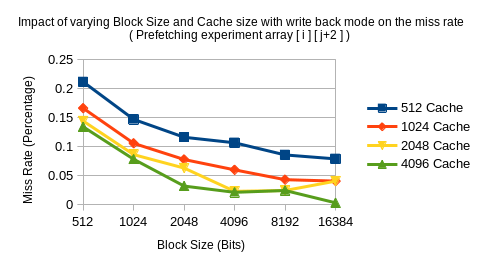 Impact of varying Block Size and Cache size with write back mode on the miss rate
( Prefetching experiment array [ i ] [ j+2 ] )
Miss Rate (Percentage)
0.25
0.2
0.15
0.1
0.05
0
512 1024 2048 4096 8192 16384
Block Size (Bits)
512 Cache
1024 Cache
2048 Cache
4096 Cache